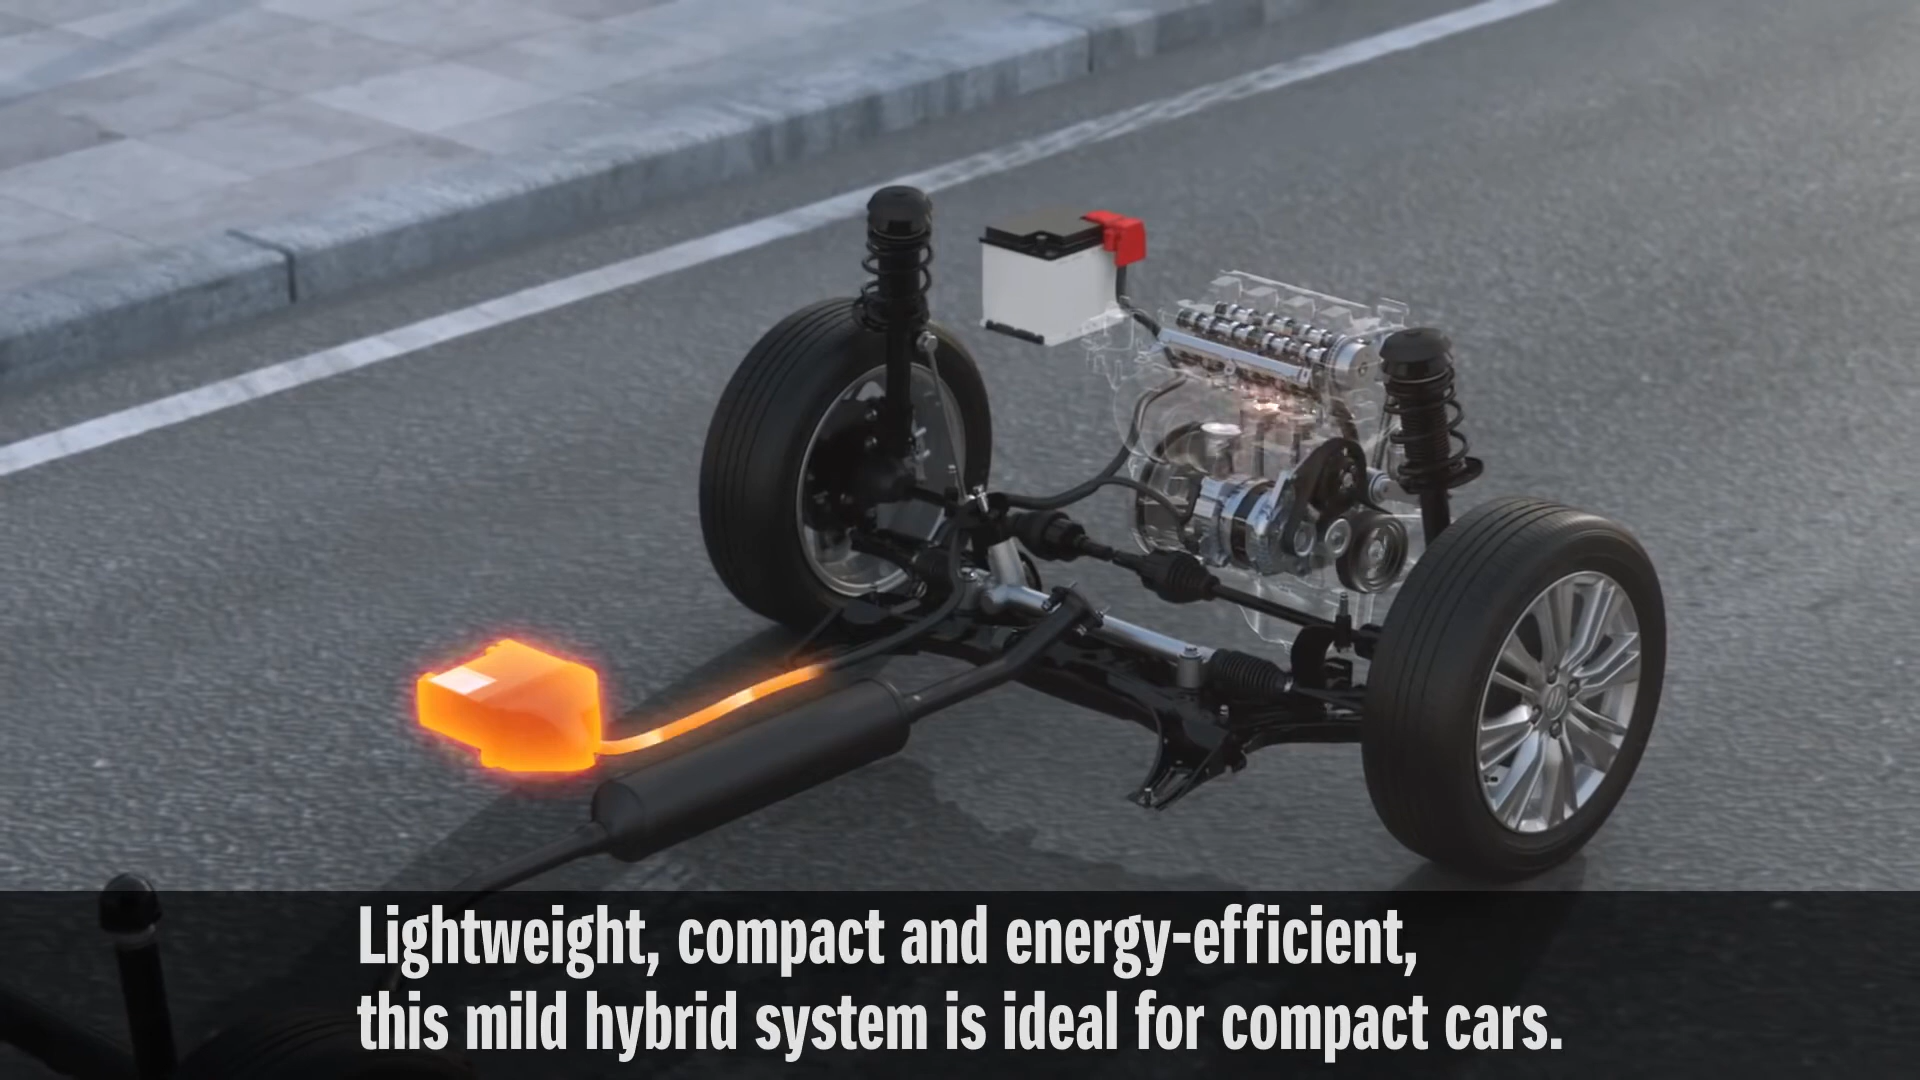 Lightweight, compact and energy-efficient,
this mild hybrid system is ideal for compact cars.